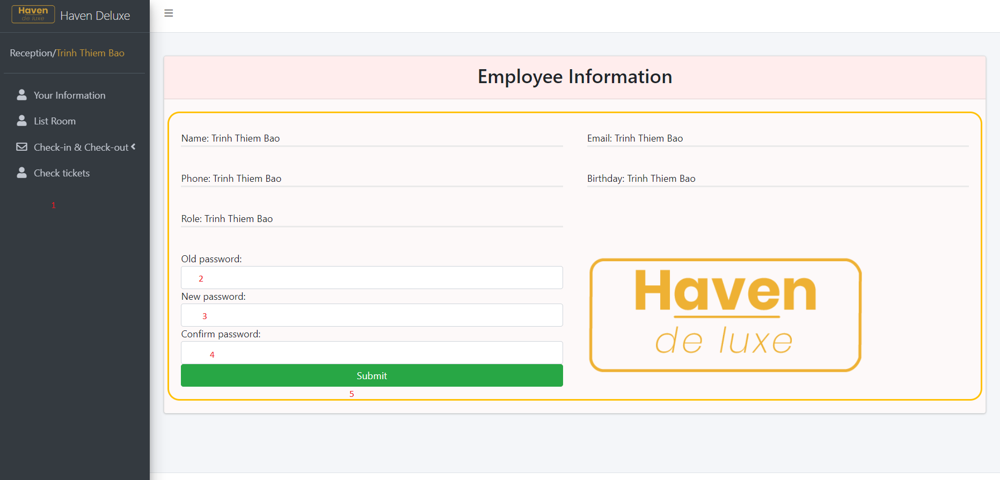 Haven
de luxe
Haven Deluxe
Reception/Trinh Thiem Bao
Your Information
List Room
Check-in & Check-out
Check tickets
1
Employee Information
Name: Trinh Thiem Bao
Email: Trinh Thiem Bao
Phone: Trinh Thiem Bao
Birthday: Trinh Thiem Bao
Role: Trinh Thiem Bao
Old password:
2
New password:
3
Confirm password:
4
Submit
5
Haven
de luxe